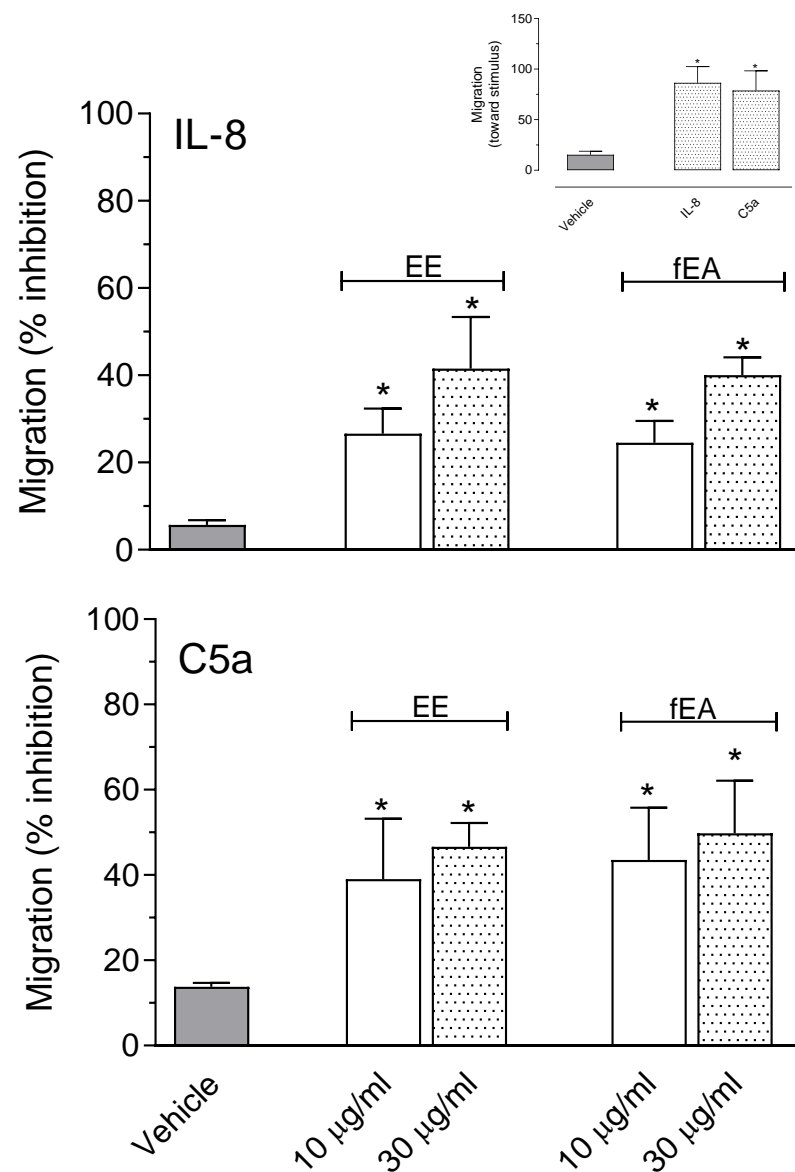 150
100
50
0
Migration
(toward stimulus)
* *
Vehicle IL-8 C5a
IL-8
100
80
60
40
20
0
Migration (% inhibition)
EE fEA
* * * *
C5a
100
80
60
40
20
0
Migration (% inhibition)
EE fEA
* * * *
Vehicle 10 µg/ml 30 µg/ml 10 µg/ml 30 µg/ml